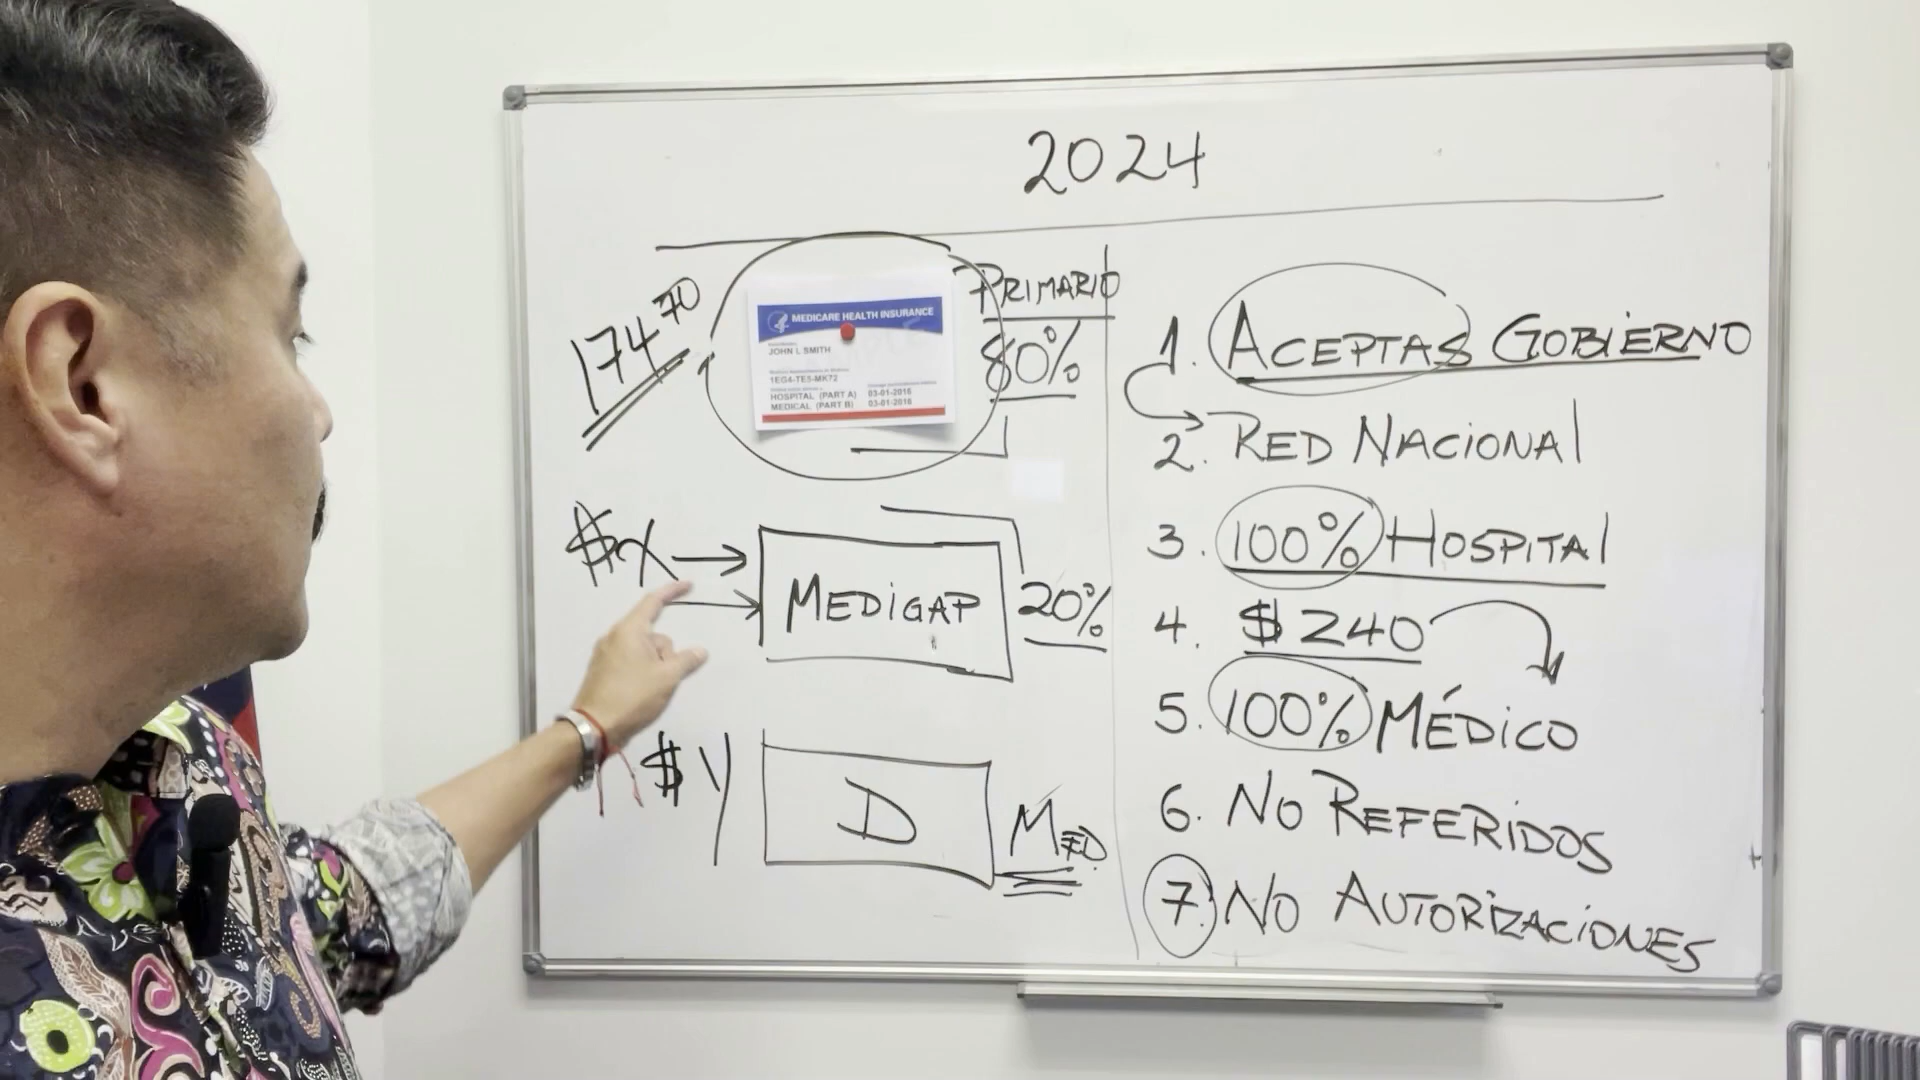 2024
174 70
MEDICARE HEALTH INSURANCE
JOHN L SMITH
1EG4-TE5-MK72
HOSPITAL (PART A) 03-01-2016
MEDICAL (PART B) 03-01-2016
PRIMARIO
80%
$X
MEDIGAP
20%
$ Y
D
MED.
1. ACEPTAS GOBIERNO
2. RED NACIONAL
3. 100% HOSPITAL
4. $240
5. 100% MÉDICO
6. NO REFERIDOS
7. NO AUTORIZACIONES